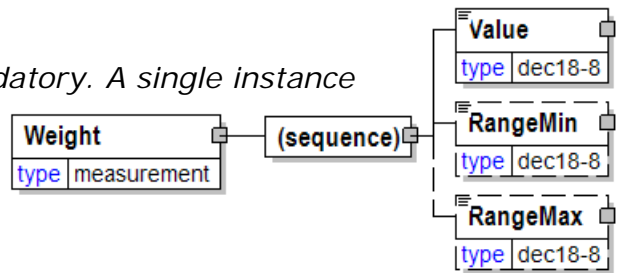 Value
type dec18-8
datory. A single instance
RangeMin
type dec18-8
Weight
type measurement
(sequence)
RangeMax
type dec18-8